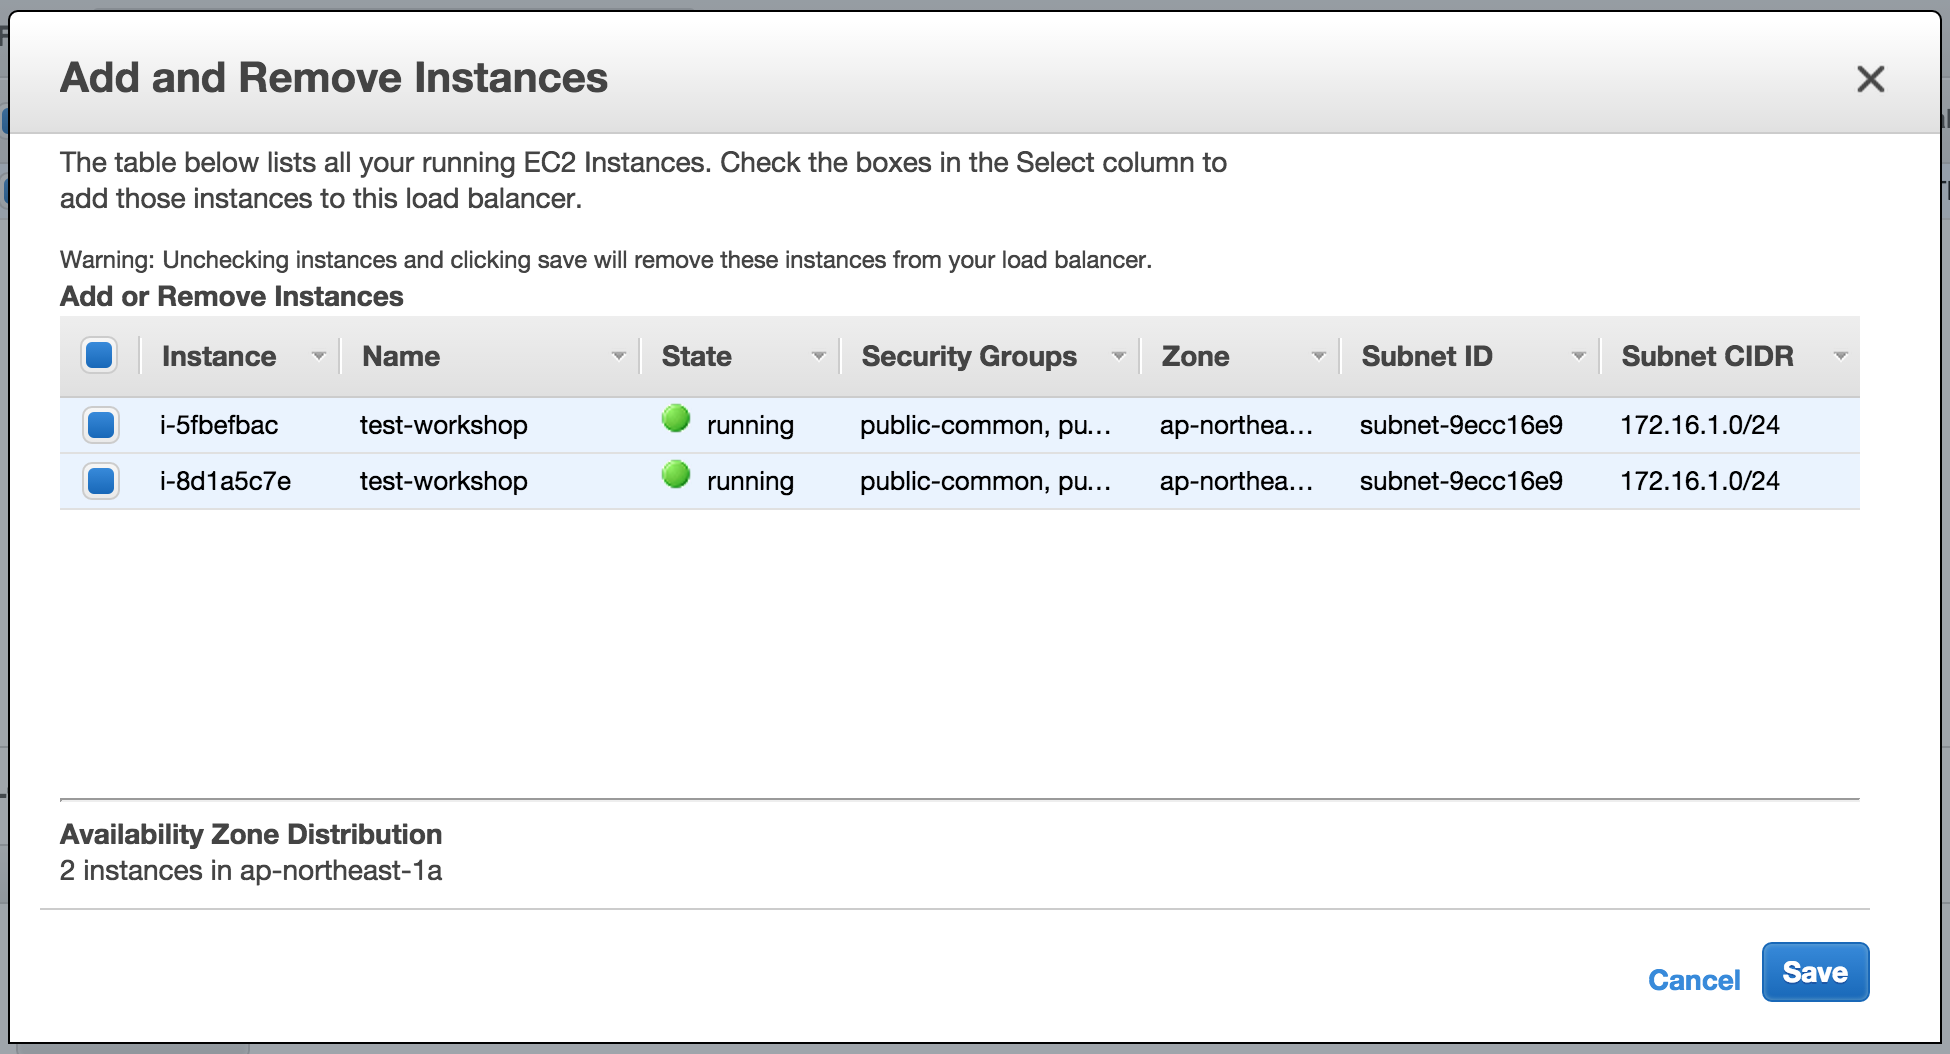 Add and Remove Instances
The table below lists all your running EC2 Instances. Check the boxes in the Select column to
add those instances to this load balancer.
Warning: Unchecking instances and clicking save will remove these instances from your load balancer.
Add or Remove Instances
Instance Name State Security Groups Zone Subnet ID Subnet CIDR
i-5fbefbac test-workshop running public-common, pu... ap-northea... subnet-9ecc16e9 172.16.1.0/24
i-8d1a5c7e test-workshop running public-common, pu... ap-northea... subnet-9ecc16e9 172.16.1.0/24
Availability Zone Distribution
2 instances in ap-northeast-1a
Cancel Save